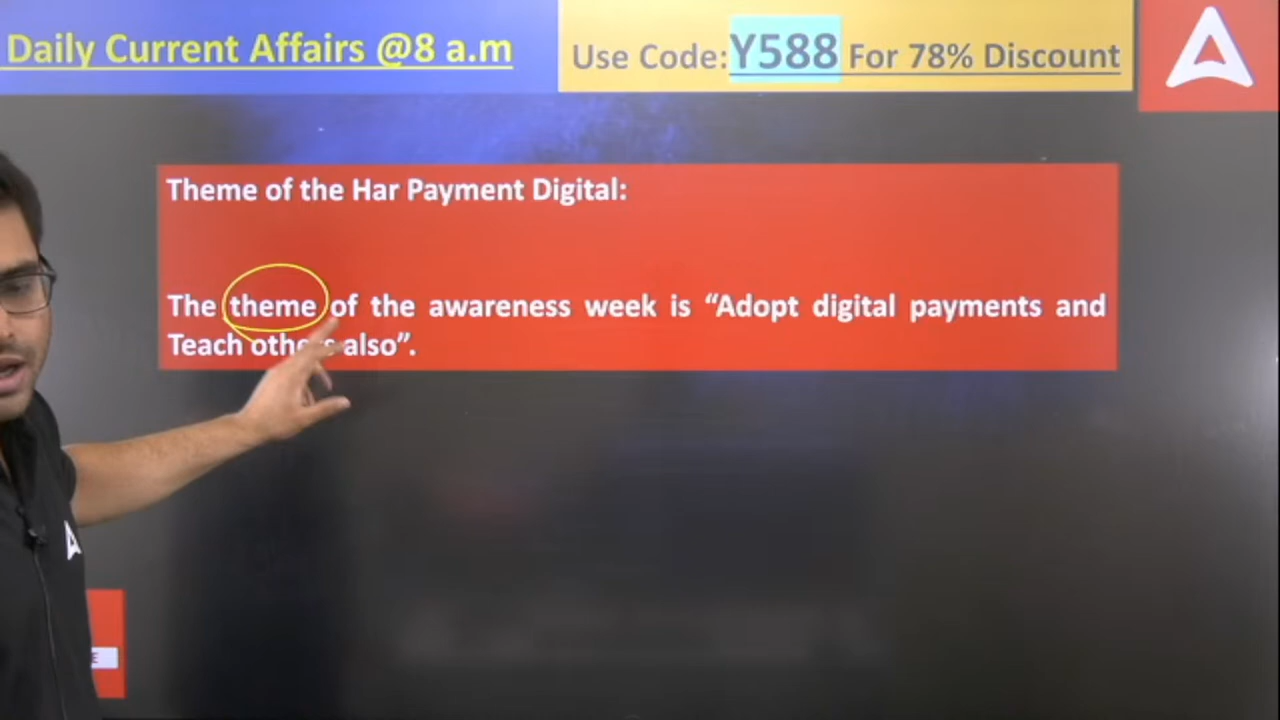 Daily Current Affairs @8 a.m
Use Code:Y588 For 78% Discount
Theme of the Har Payment Digital:
The theme of the awareness week is “Adopt digital payments and
Teach others also”.
E